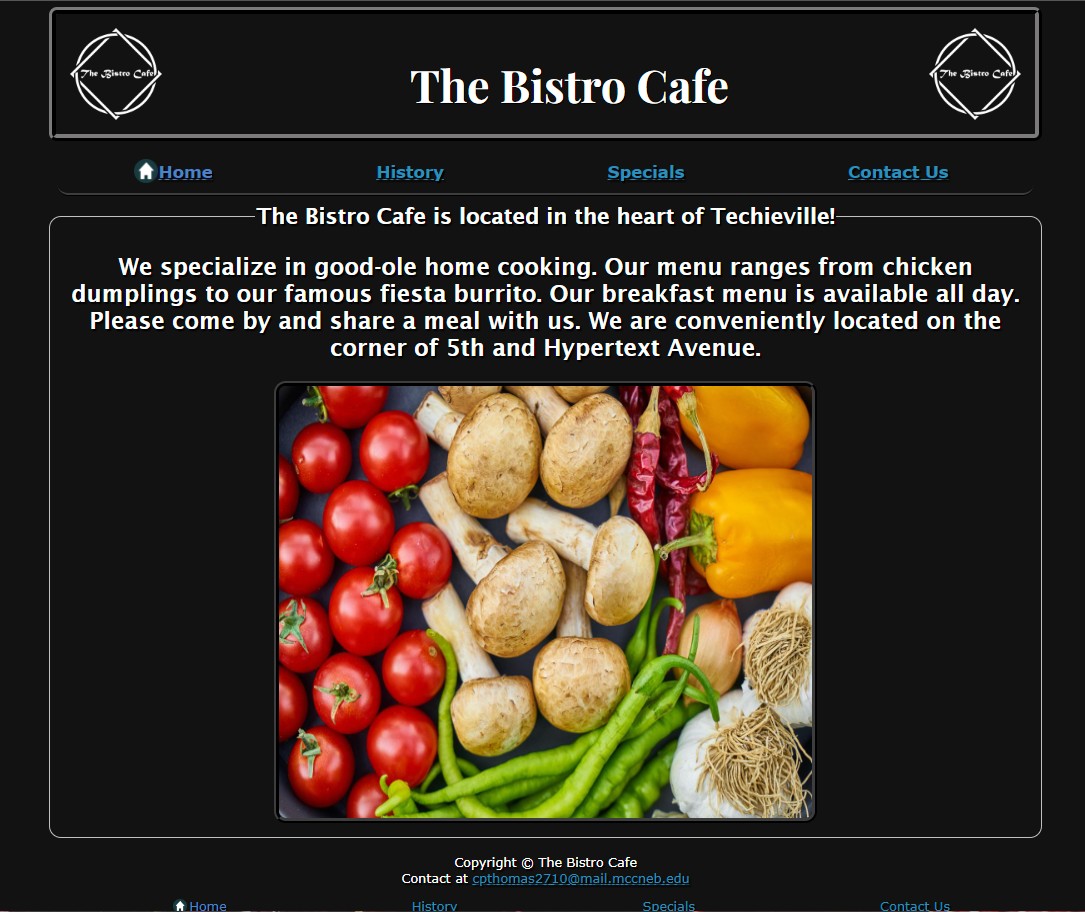 The Bistro Cafe
The Bistro Cafe
The Bistro Cafe
Home History Specials Contact Us
The Bistro Cafe is located in the heart of Techieville!
We specialize in good-ole home cooking. Our menu ranges from chicken
dumplings to our famous fiesta burrito. Our breakfast menu is available all day.
Please come by and share a meal with us. We are conveniently located on the
corner of 5th and Hypertext Avenue.
Copyright © The Bistro Cafe
Contact at cpthomas2710@mail.mccneb.edu
Home History Specials Contact Us